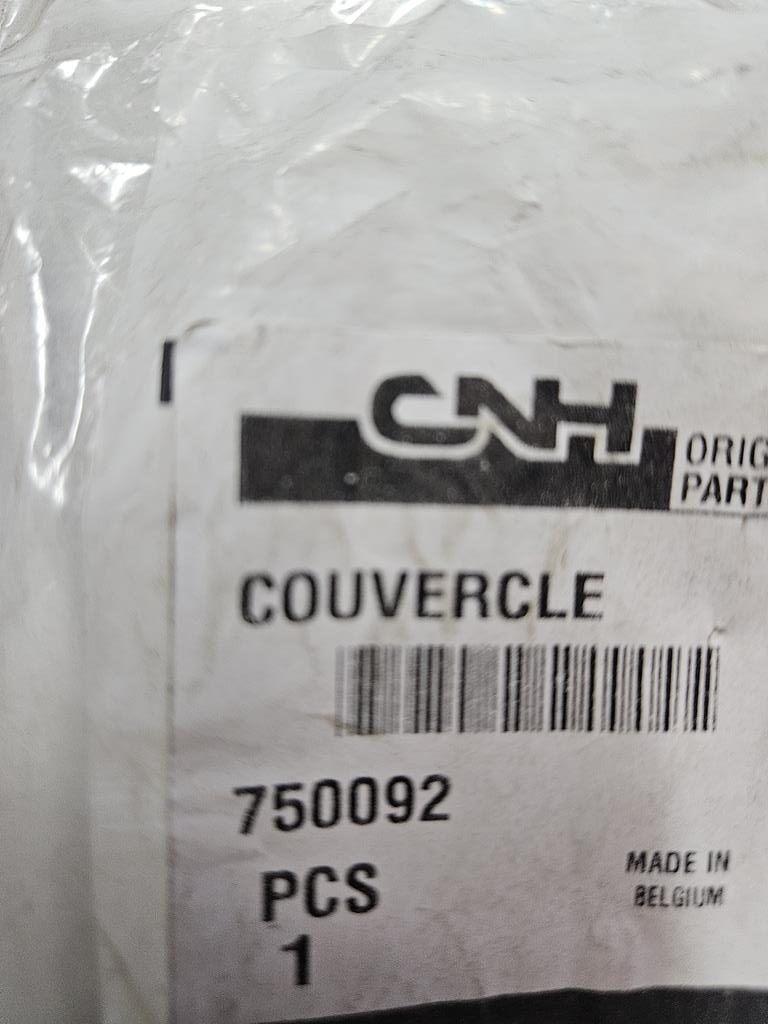 CNH
ORIG
PART
COUVERCLE
750092
PCS
1
MADE IN
BELGIUM